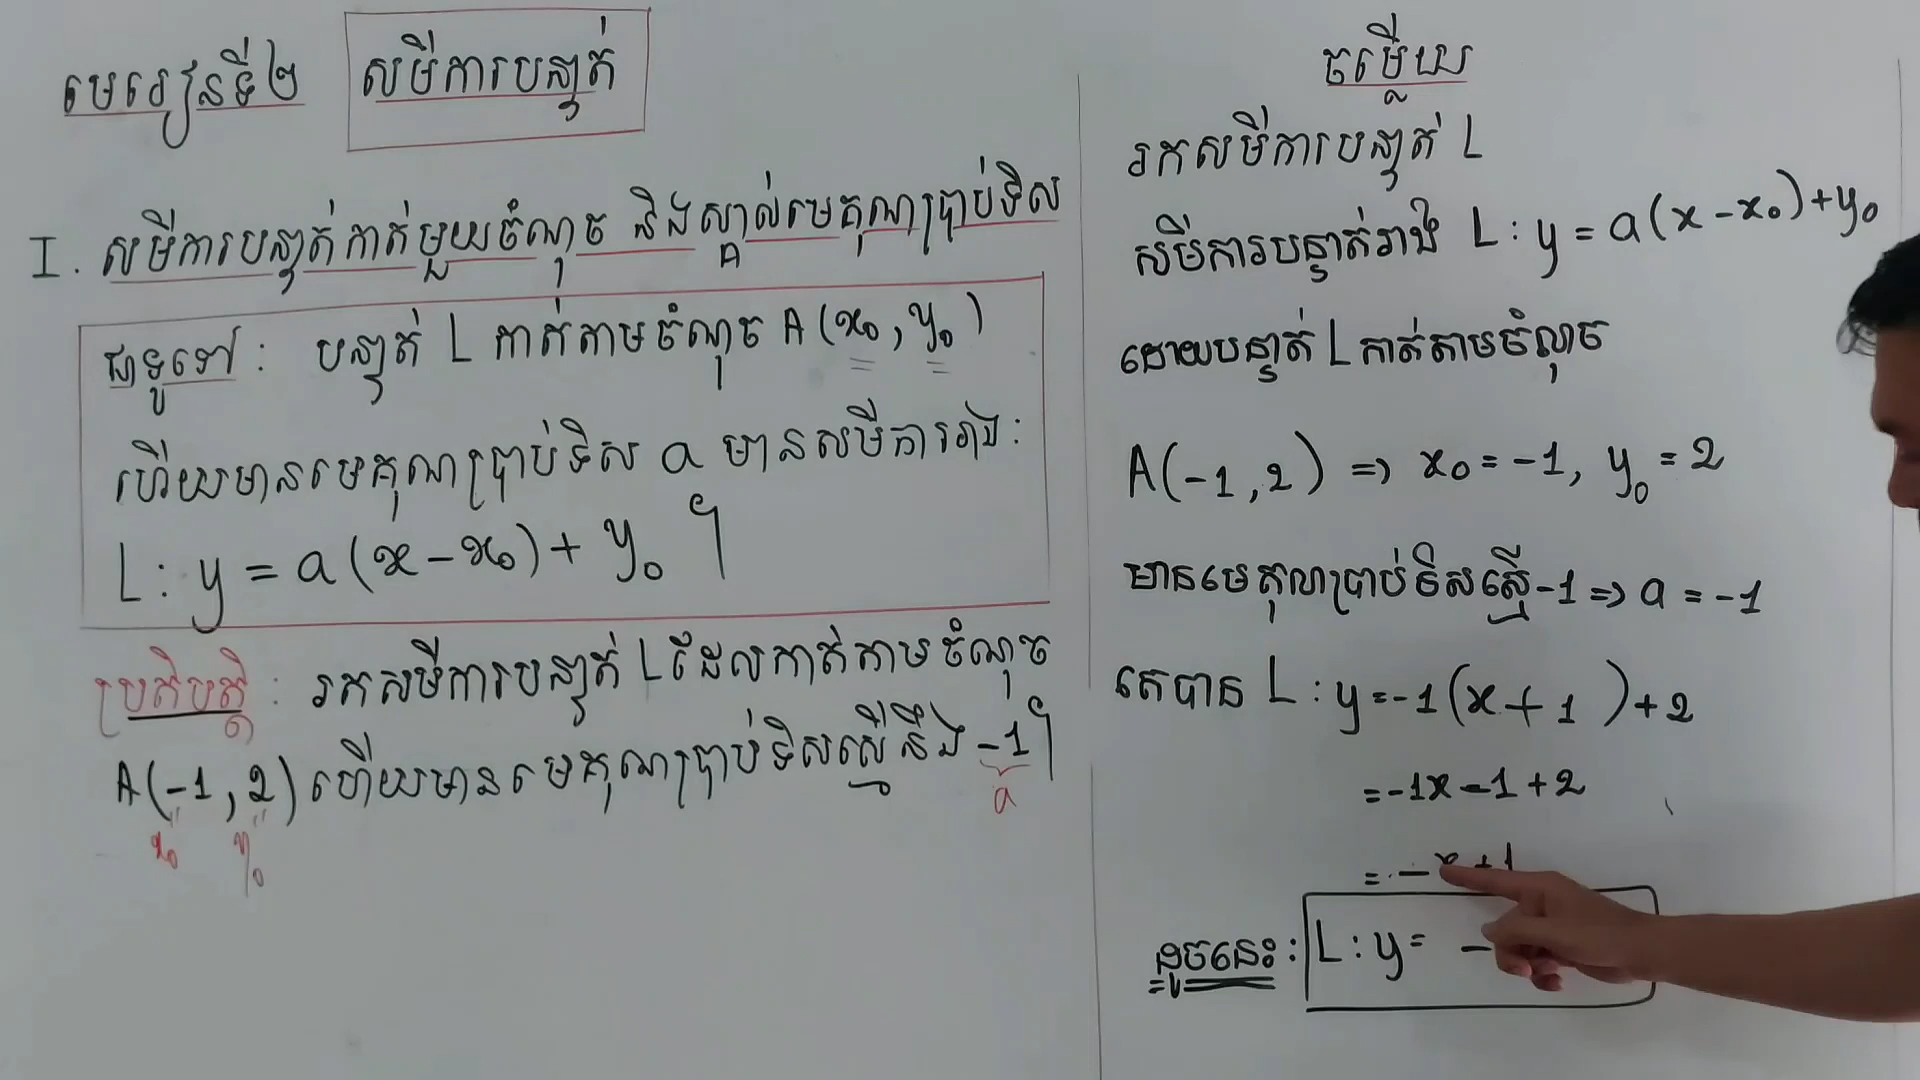 មេរៀនទី២ សមីការបន្ទាត់
I. សមីការបន្ទាត់កាត់មួយចំណុច និងស្គាល់មេគុណប្រាប់ទិស
ជាទូទៅ : បន្ទាត់ L កាត់តាមចំណុច A(x₀, y₀)
ហើយមានមេគុណប្រាប់ទិស a មានសមីការរាង:
L : y = a(x - x₀) + y₀ ។
ប្រតិបត្តិ : រកសមីការបន្ទាត់ L ដែលកាត់តាមចំណុច
A(-1, 2) ហើយមានមេគុណប្រាប់ទិសស្មើនឹង -1 ។
x₀ y₀ a
ចម្លើយ
រកសមីការបន្ទាត់ L
សមីការបន្ទាត់រាង L : y = a(x - x₀) + y₀
ដោយបន្ទាត់ L កាត់តាមចំណុច
A(-1, 2) => x₀ = -1, y₀ = 2
មានមេគុណប្រាប់ទិសស្មើ -1 => a = -1
គេបាន L : y = -1(x + 1) + 2
= -1x - 1 + 2
= -x + 1
ដូចនេះ : L : y = -